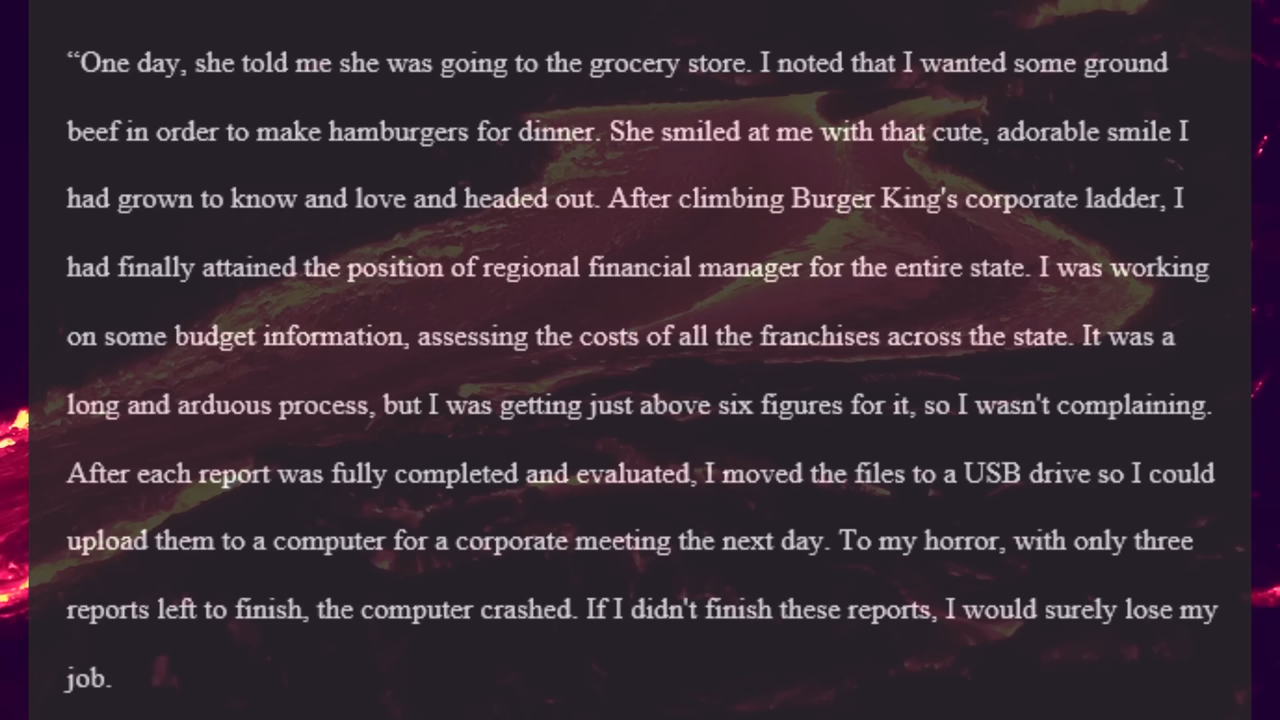 “One day, she told me she was going to the grocery store. I noted that I wanted some ground
beef in order to make hamburgers for dinner. She smiled at me with that cute, adorable smile I
had grown to know and love and headed out. After climbing Burger King's corporate ladder, I
had finally attained the position of regional financial manager for the entire state. I was working
on some budget information, assessing the costs of all the franchises across the state. It was a
long and arduous process, but I was getting just above six figures for it, so I wasn't complaining.
After each report was fully completed and evaluated, I moved the files to a USB drive so I could
upload them to a computer for a corporate meeting the next day. To my horror, with only three
reports left to finish, the computer crashed. If I didn't finish these reports, I would surely lose my
job.